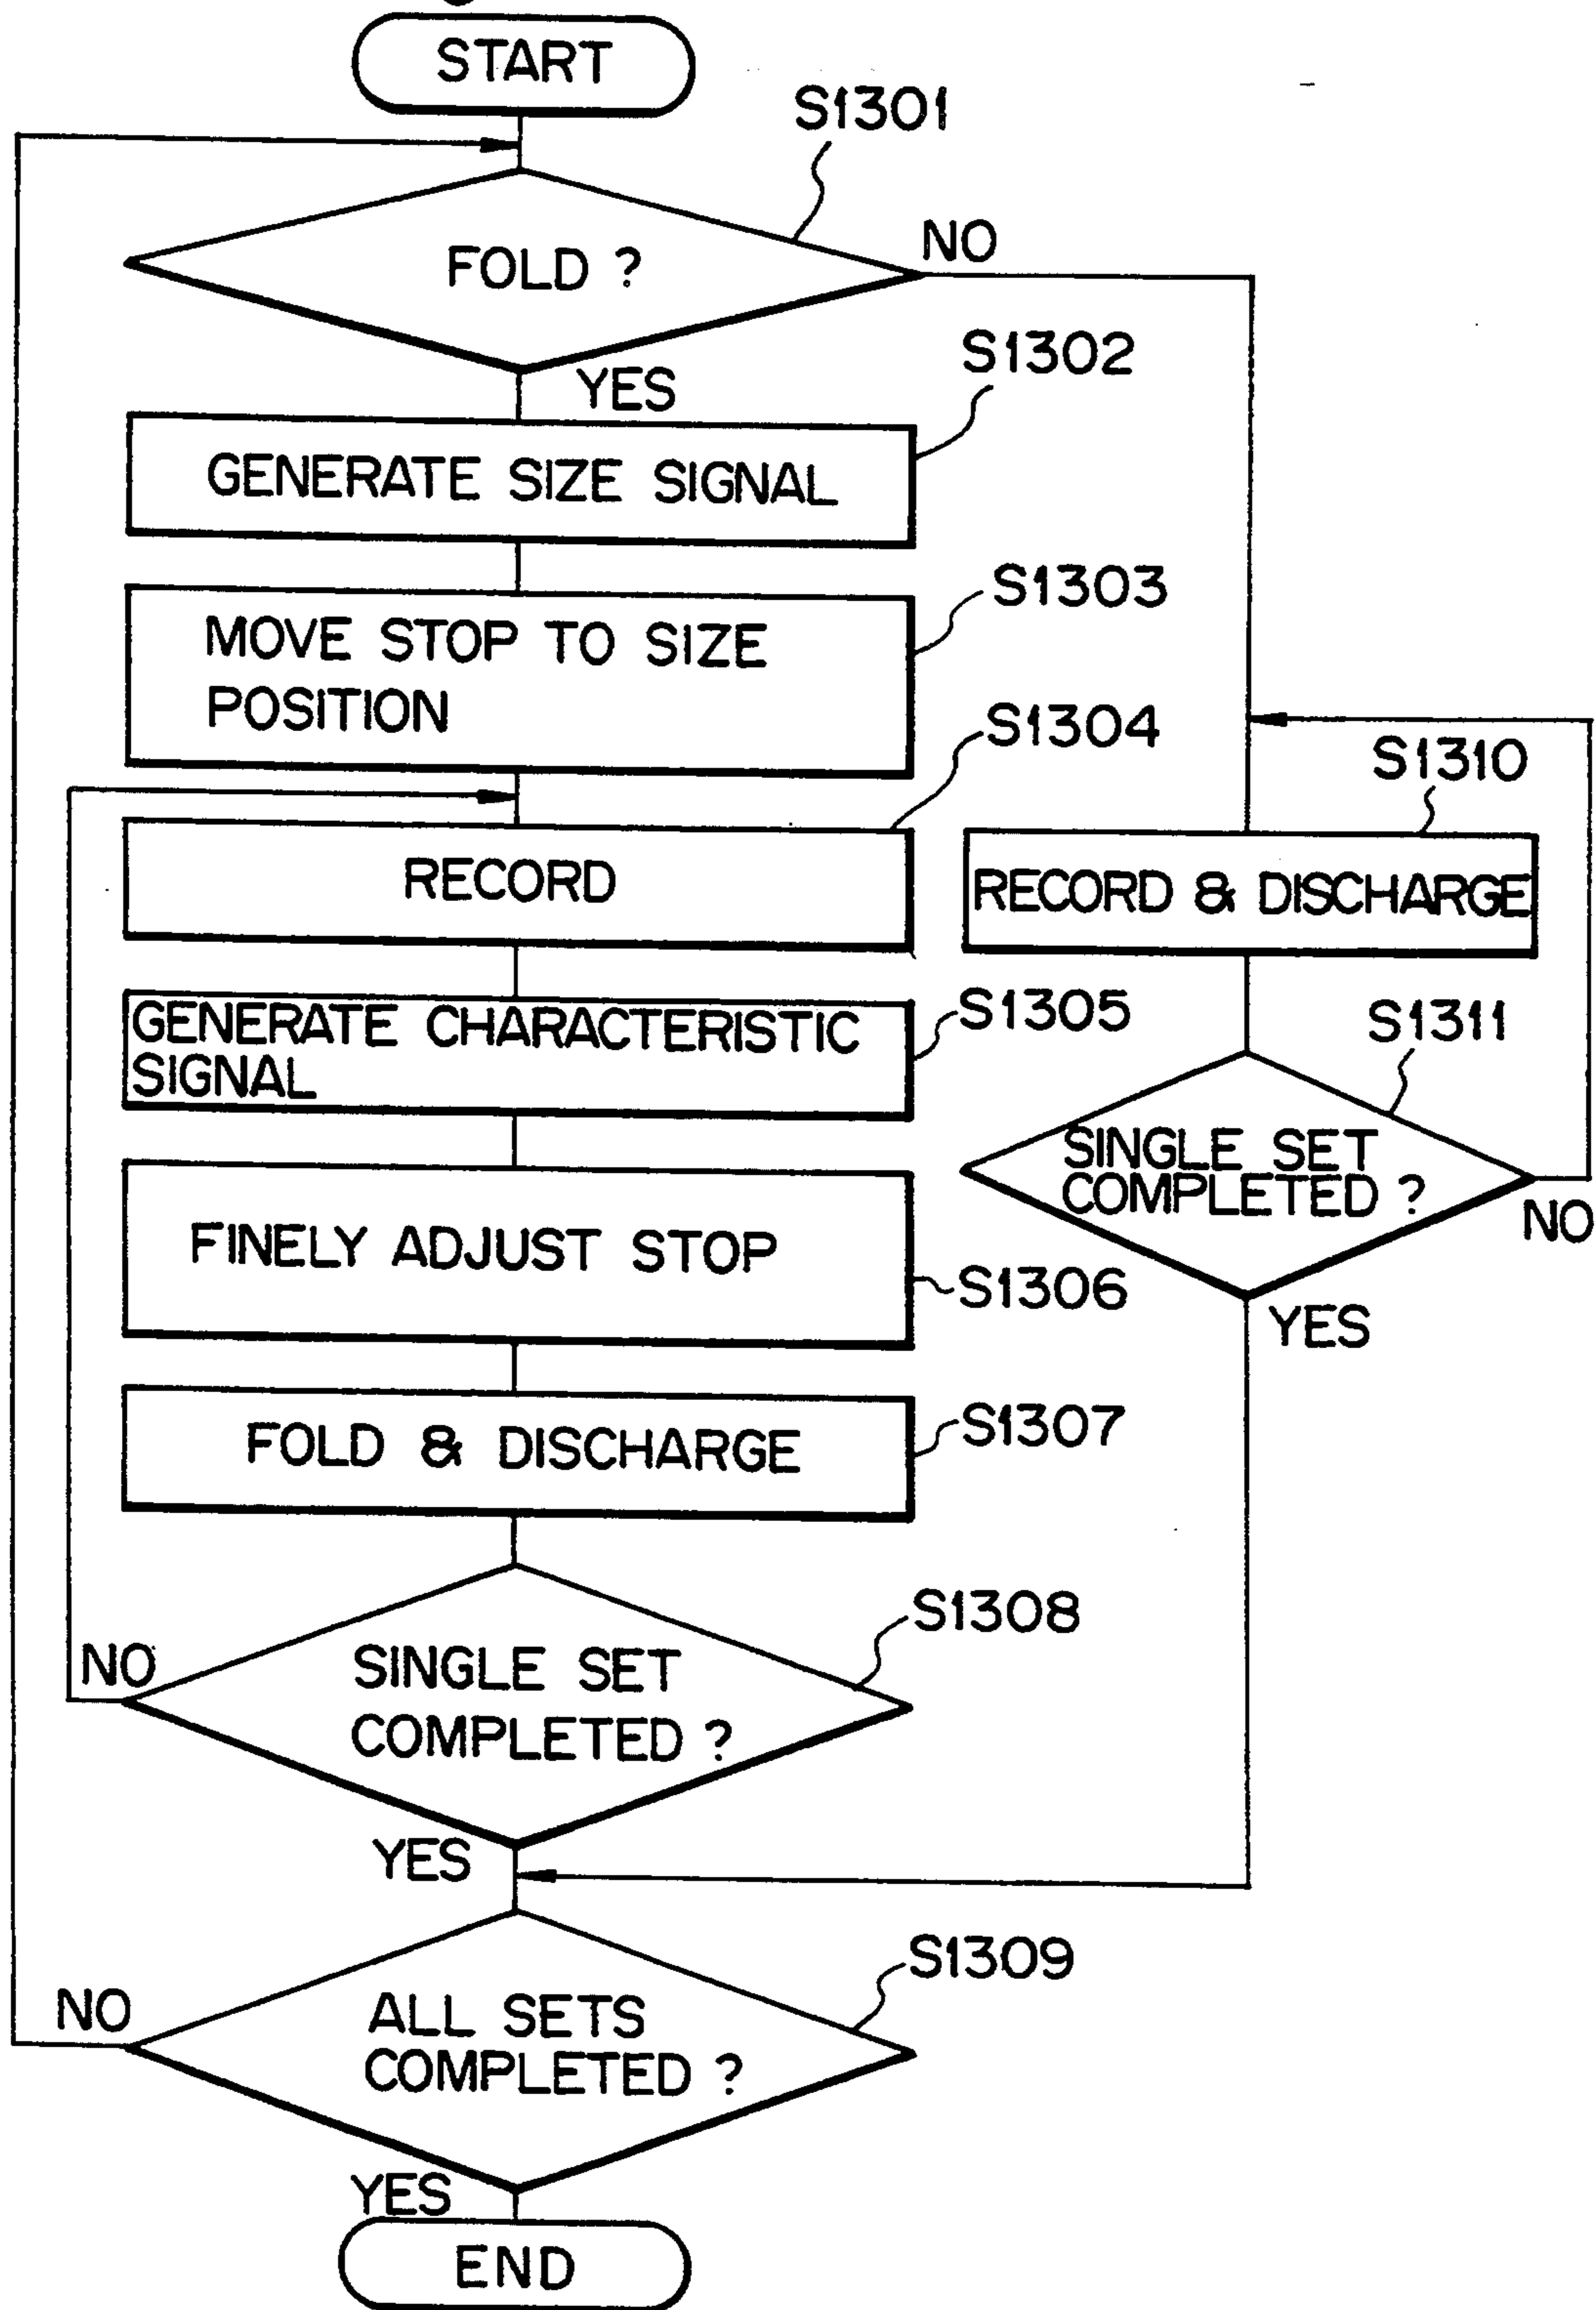 START
S1301
FOLD ?
NO
YES
S1302
GENERATE SIZE SIGNAL
S1303
MOVE STOP TO SIZE
POSITION
S1304
RECORD
S1310
RECORD & DISCHARGE
S1305
GENERATE CHARACTERISTIC
SIGNAL
S1311
SINGLE SET
COMPLETED ?
NO
YES
FINELY ADJUST STOP
S1306
FOLD & DISCHARGE
S1307
S1308
SINGLE SET
COMPLETED ?
NO
YES
S1309
ALL SETS
COMPLETED ?
NO
YES
END